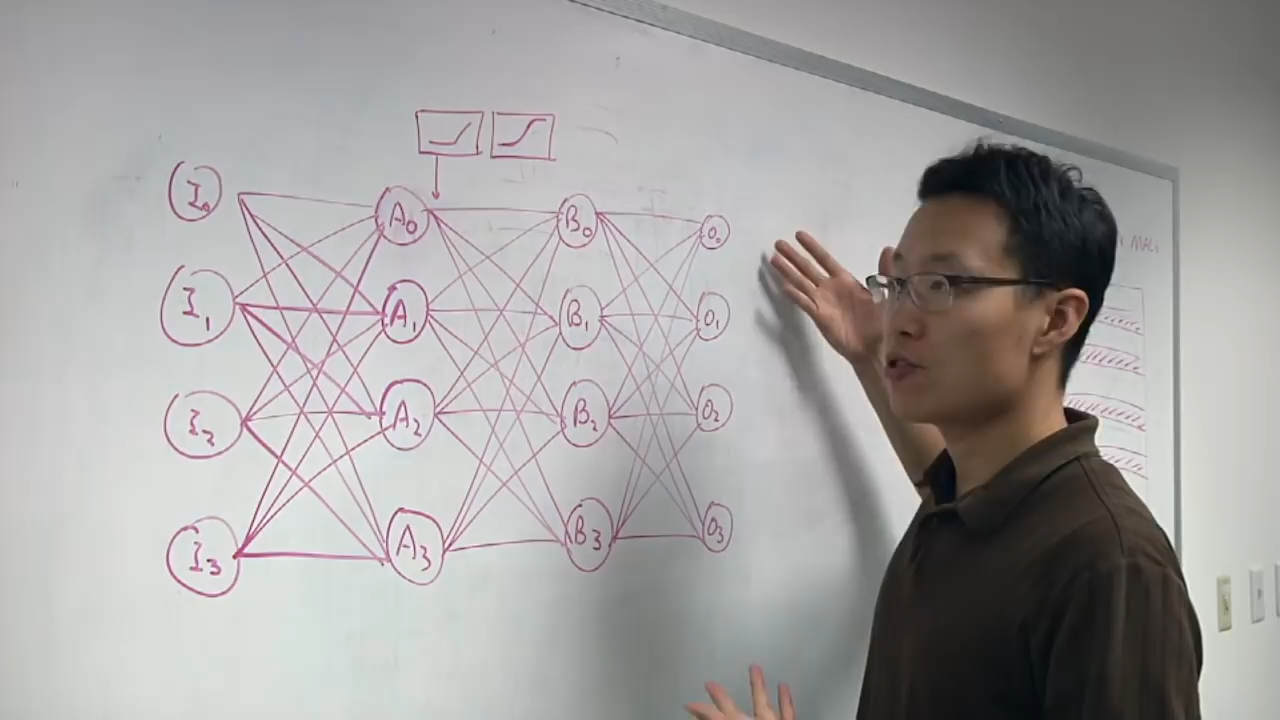 I₀ A₀ B₀ O₀
I₁ A₁ B₁ O₁
I₂ A₂ B₂ O₂
I₃ A₃ B₃ O₃